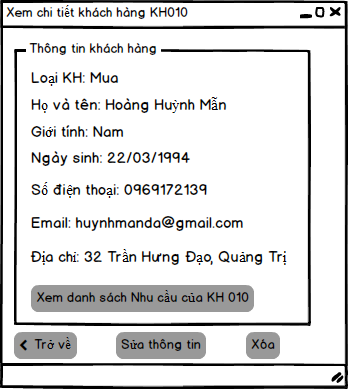 Xem chi tiết khách hàng KH010
Thông tin khách hàng
Loại KH: Mua
Họ và tên: Hoàng Huỳnh Mẫn
Giới tính: Nam
Ngày sinh: 22/03/1994
Số điện thoại: 0969172139
Email: huynhmanda@gmail.com
Địa chỉ: 32 Trần Hưng Đạo, Quảng Trị
Xem danh sách Nhu cầu của KH 010
Trở về
Sửa thông tin
Xóa